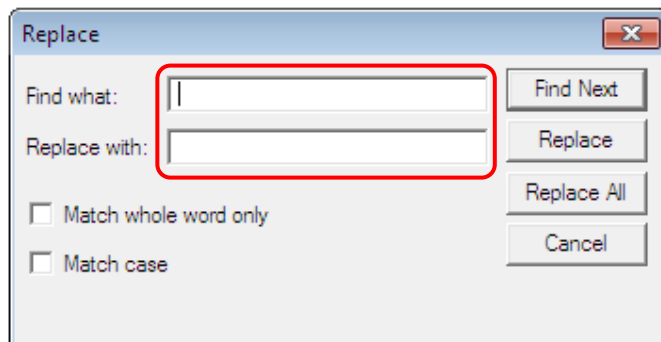 Replace
Find what:
Find Next
Replace with:
Replace
Replace All
Match whole word only
Cancel
Match case